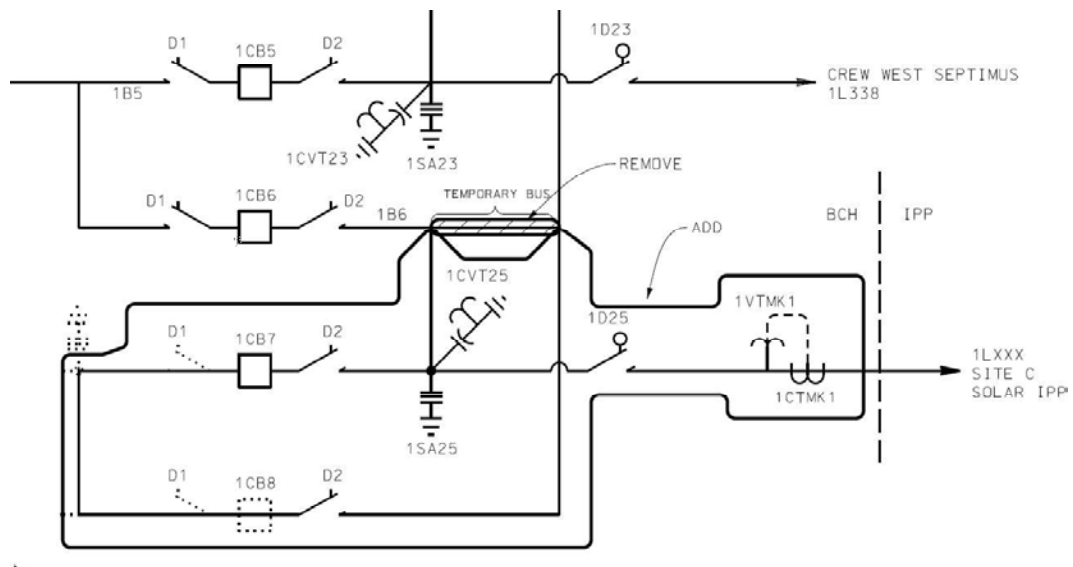 1D23
D1 1CB5 D2
1B5
CREW WEST SEPTIMUS
1L338
1CVT23
1SA23
REMOVE
TEMPORARY BUS
D1 1CB6 D2
1B6
BCH IPP
ADD
1CVT25
1VTMK1
1D25
D1 1CB7 D2
1LXXX
SITE C
SOLAR IPP
1CTMK1
1SA25
D1 1CB8 D2